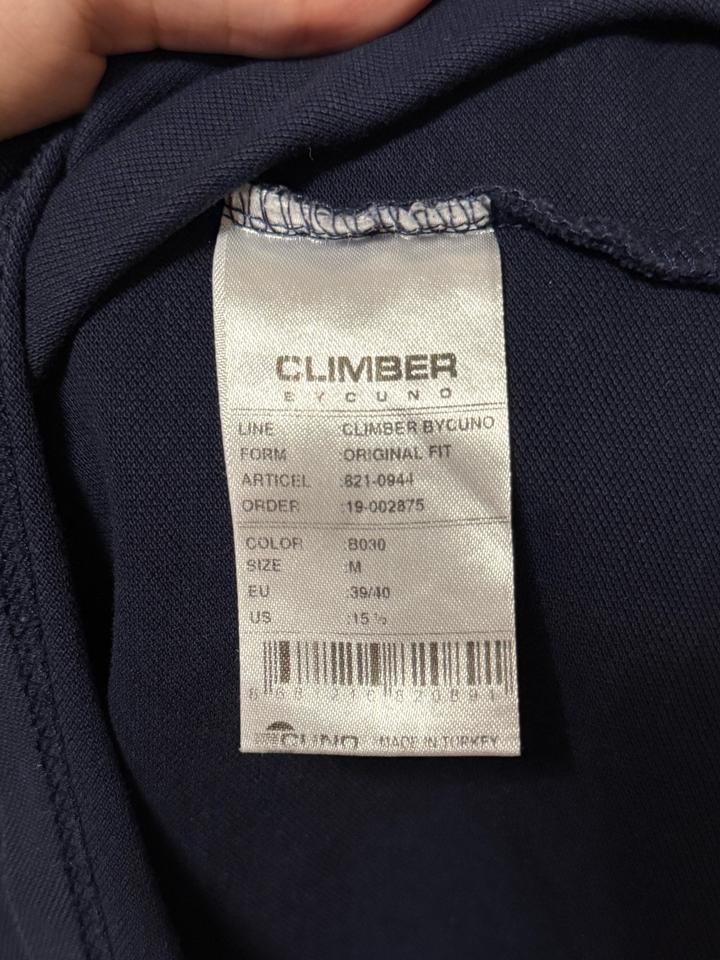 CLIMBER
BYCUNO
LINE CLIMBER BYCUNO
FORM :ORIGINAL FIT
ARTICEL :821-0944
ORDER :19-002875
COLOR :B030
SIZE :M
EU :39/40
US :15 ½
CUNO MADE IN TURKEY